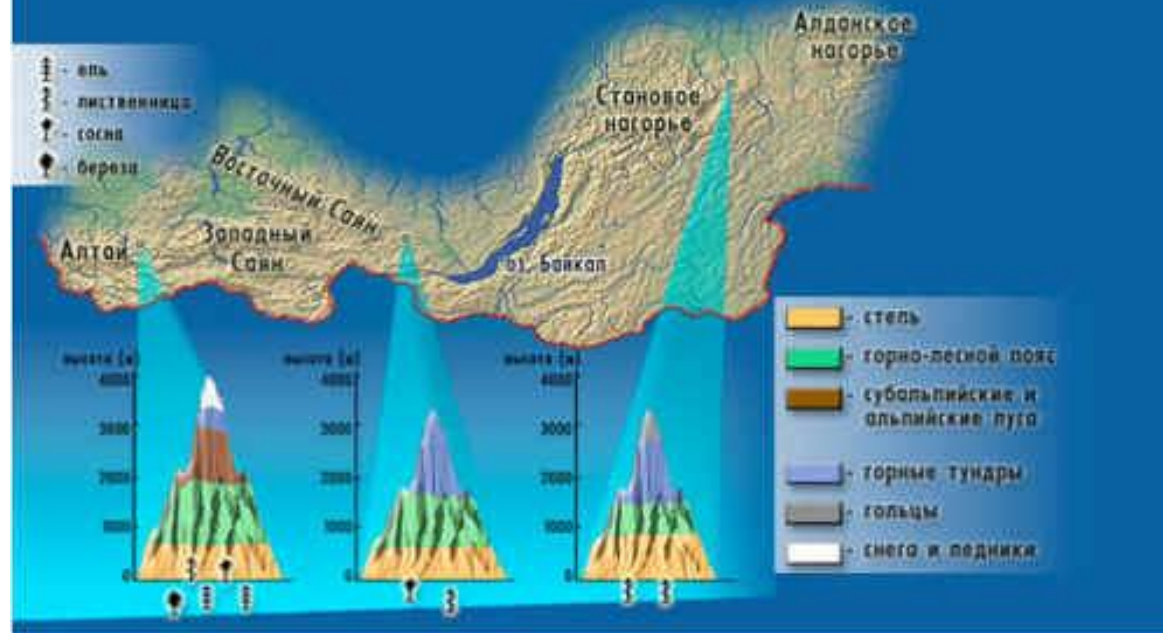 - ель
- лиственница
- сосна
- береза
Алданское
нагорье
Становое
нагорье
Восточный Саян
Западный
Саян
Алтай
оз. Байкал
высота (м)
4000
3000
2000
1000
0
высота (м)
4000
3000
2000
1000
0
высота (м)
4000
3000
2000
1000
0
- степь
- горно-лесной пояс
- субальпийские и
альпийские луга
- горные тундры
- гольцы
- снега и ледники